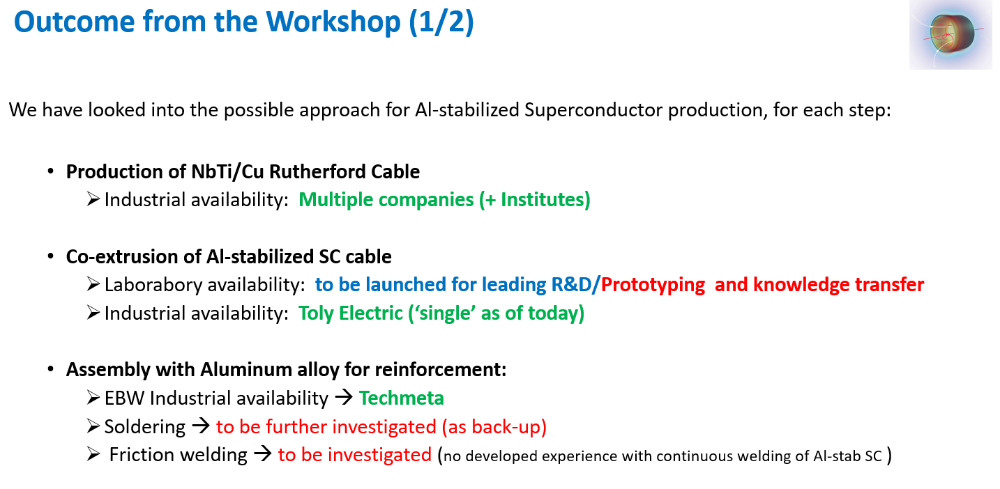 Outcome from the Workshop (1/2)
We have looked into the possible approach for Al-stabilized Superconductor production, for each step:
• Production of NbTi/Cu Rutherford Cable
➢ Industrial availability: Multiple companies (+ Institutes)
• Co-extrusion of Al-stabilized SC cable
➢ Laborabory availability: to be launched for leading R&D/Prototyping and knowledge transfer
➢ Industrial availability: Toly Electric (‘single’ as of today)
• Assembly with Aluminum alloy for reinforcement:
➢ EBW Industrial availability → Techmeta
➢ Soldering → to be further investigated (as back-up)
➢ Friction welding → to be investigated (no developed experience with continuous welding of Al-stab SC )